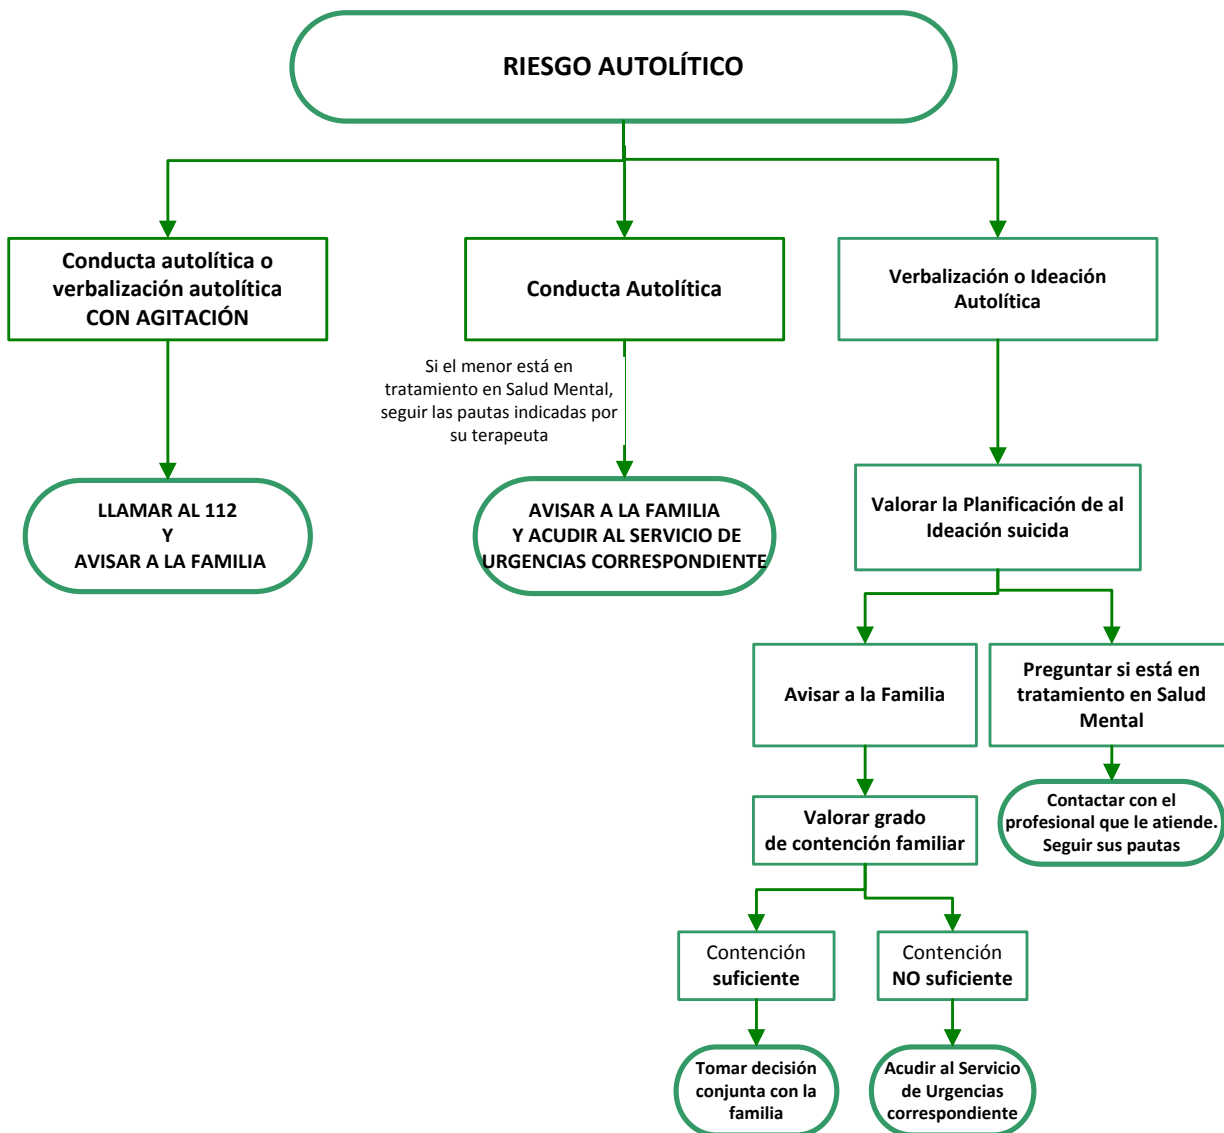 RIESGO AUTOLÍTICO
Conducta autolítica o
verbalización autolítica
CON AGITACIÓN
Conducta Autolítica
Verbalización o Ideación
Autolítica
Si el menor está en
tratamiento en Salud Mental,
seguir las pautas indicadas por
su terapeuta
LLAMAR AL 112
Y
AVISAR A LA FAMILIA
AVISAR A LA FAMILIA
Y ACUDIR AL SERVICIO DE
URGENCIAS CORRESPONDIENTE
Valorar la Planificación de al
Ideación suicida
Avisar a la Familia
Preguntar si está en
tratamiento en Salud
Mental
Valorar grado
de contención familiar
Contactar con el
profesional que le atiende.
Seguir sus pautas
Contención
suficiente
Contención
NO suficiente
Tomar decisión
conjunta con la
familia
Acudir al Servicio
de Urgencias
correspondiente